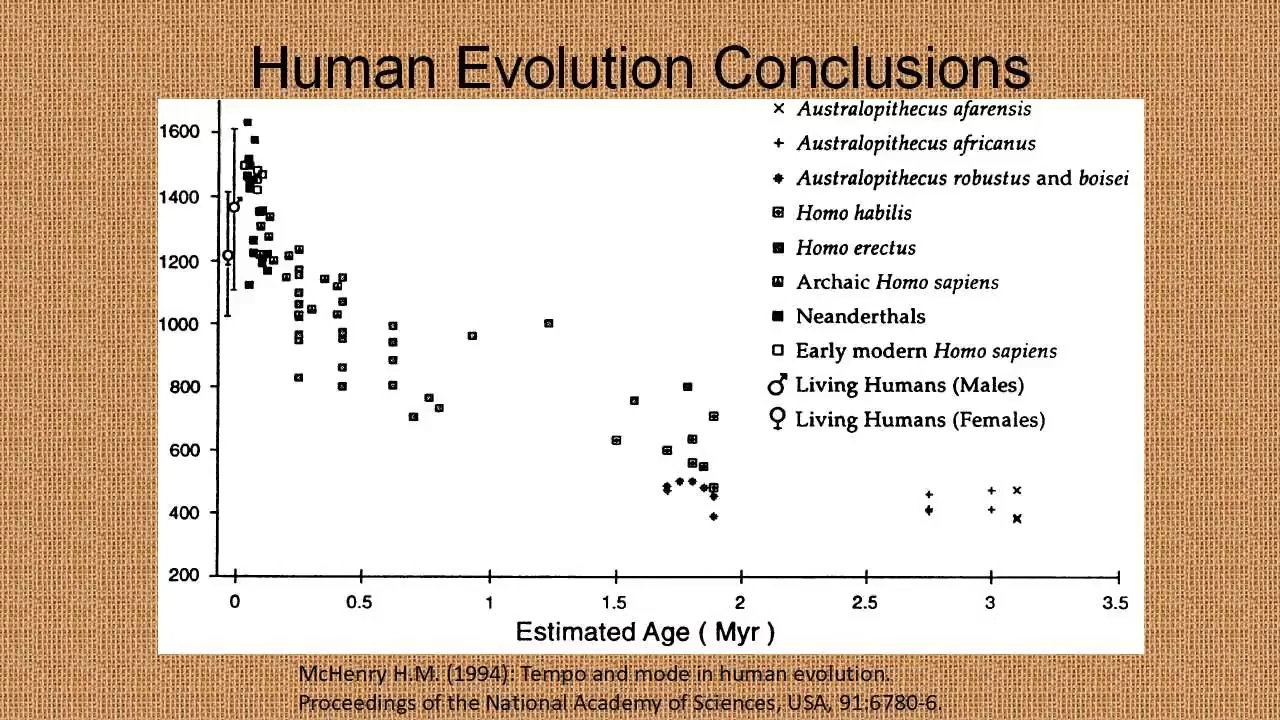 Human Evolution Conclusions
Australopithecus afarensis
1600
Australopithecus africanus
Australopithecus robustus and boisei
1400
Homo habilis
Homo erectus
1200
Archaic Homo sapiens
Neanderthals
1000
Early modern Homo sapiens
800
Living Humans (Males)
Living Humans (Females)
600
400
200
0 0.5 1 1.5 2 2.5 3 3.5
Estimated Age ( Myr )
McHenry H.M. (1994): Tempo and mode in human evolution.
Proceedings of the National Academy of Sciences, USA, 91:6780-6.